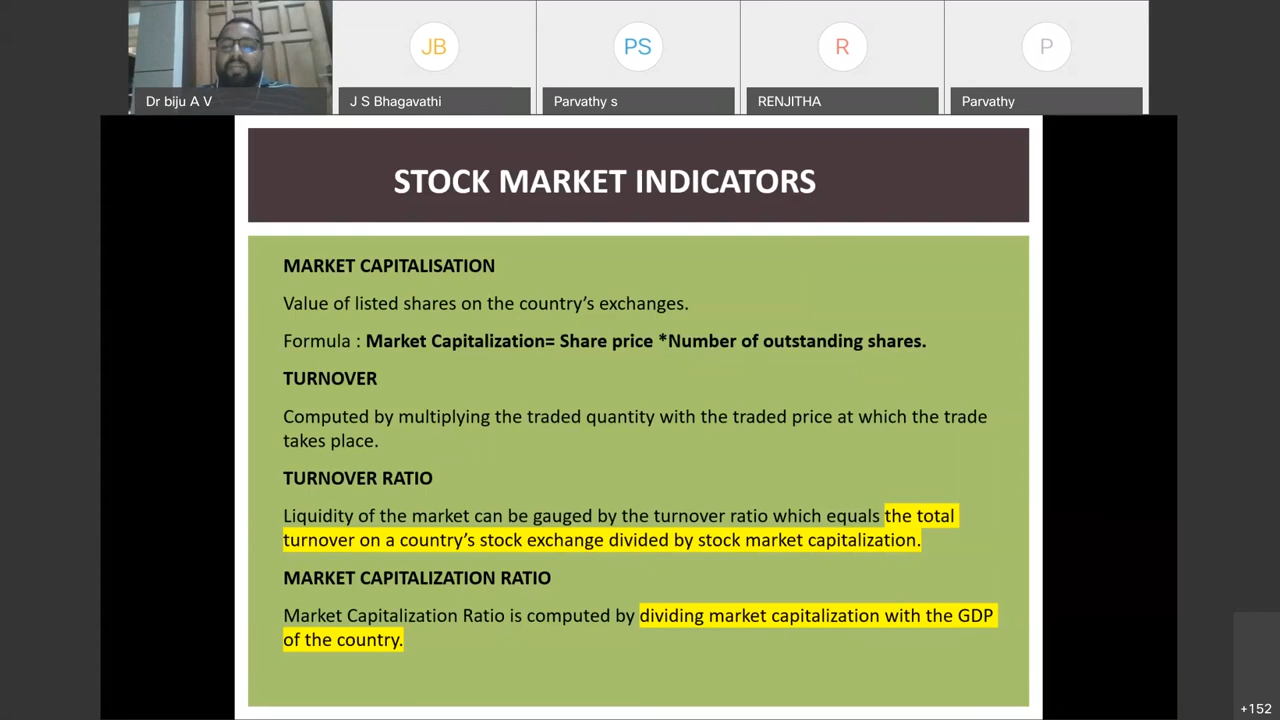 JB
PS
R
P
Dr biju A V
J S Bhagavathi
Parvathy s
RENJITHA
Parvathy
STOCK MARKET INDICATORS
MARKET CAPITALISATION
Value of listed shares on the country’s exchanges.
Formula : Market Capitalization= Share price *Number of outstanding shares.
TURNOVER
Computed by multiplying the traded quantity with the traded price at which the trade
takes place.
TURNOVER RATIO
Liquidity of the market can be gauged by the turnover ratio which equals the total
turnover on a country’s stock exchange divided by stock market capitalization.
MARKET CAPITALIZATION RATIO
Market Capitalization Ratio is computed by dividing market capitalization with the GDP
of the country.
+152